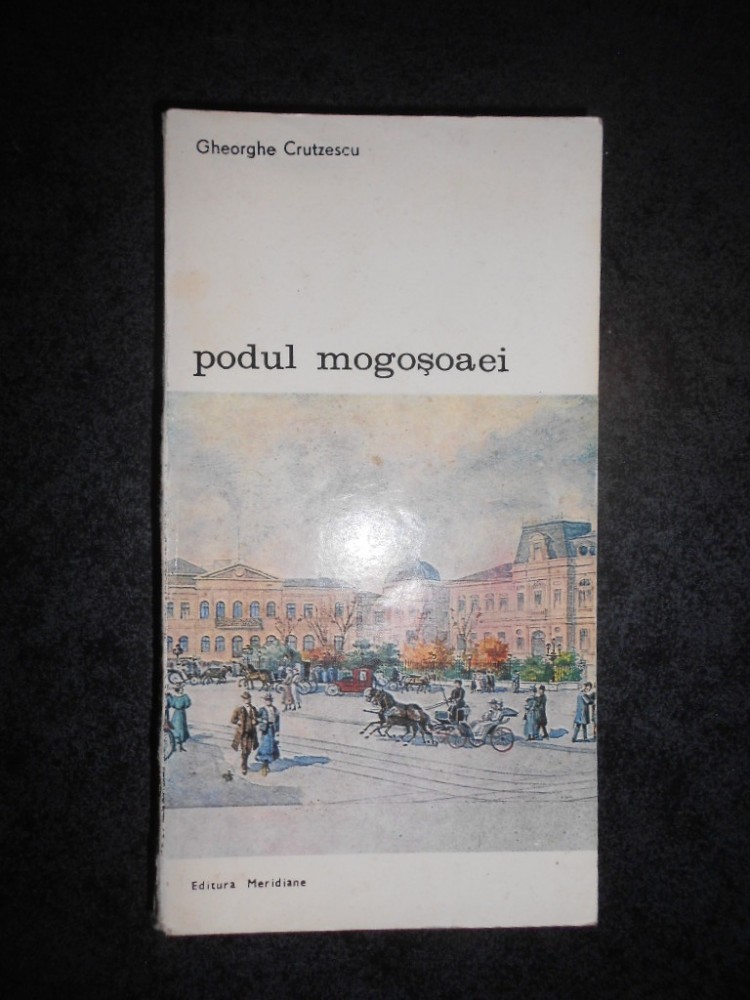 Gheorghe Crutzescu
podul mogoşoaei
Editura Meridiane